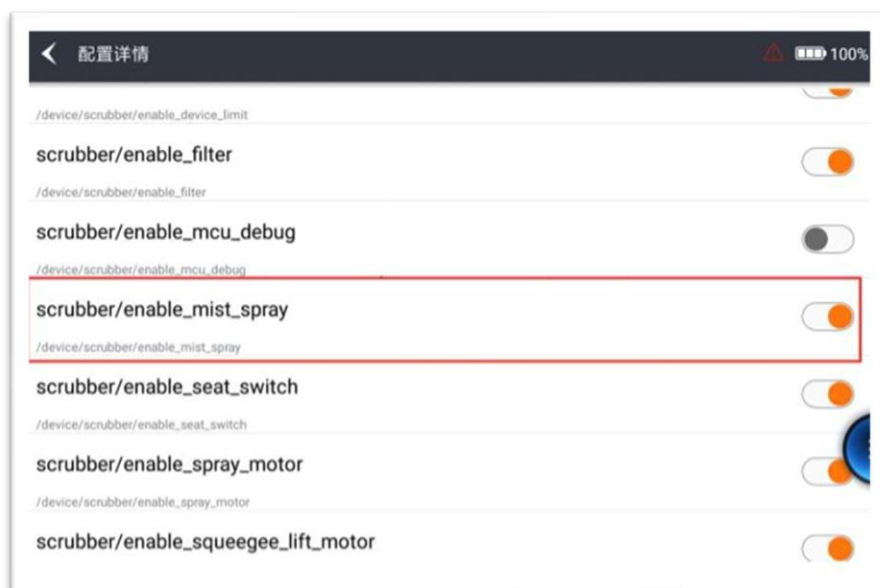 配置详情
100%
/device/scrubber/enable_device_limit
scrubber/enable_filter
/device/scrubber/enable_filter
scrubber/enable_mcu_debug
/device/scrubber/enable_mcu_debug
scrubber/enable_mist_spray
/device/scrubber/enable_mist_spray
scrubber/enable_seat_switch
/device/scrubber/enable_seat_switch
scrubber/enable_spray_motor
/device/scrubber/enable_spray_motor
scrubber/enable_squeegee_lift_motor